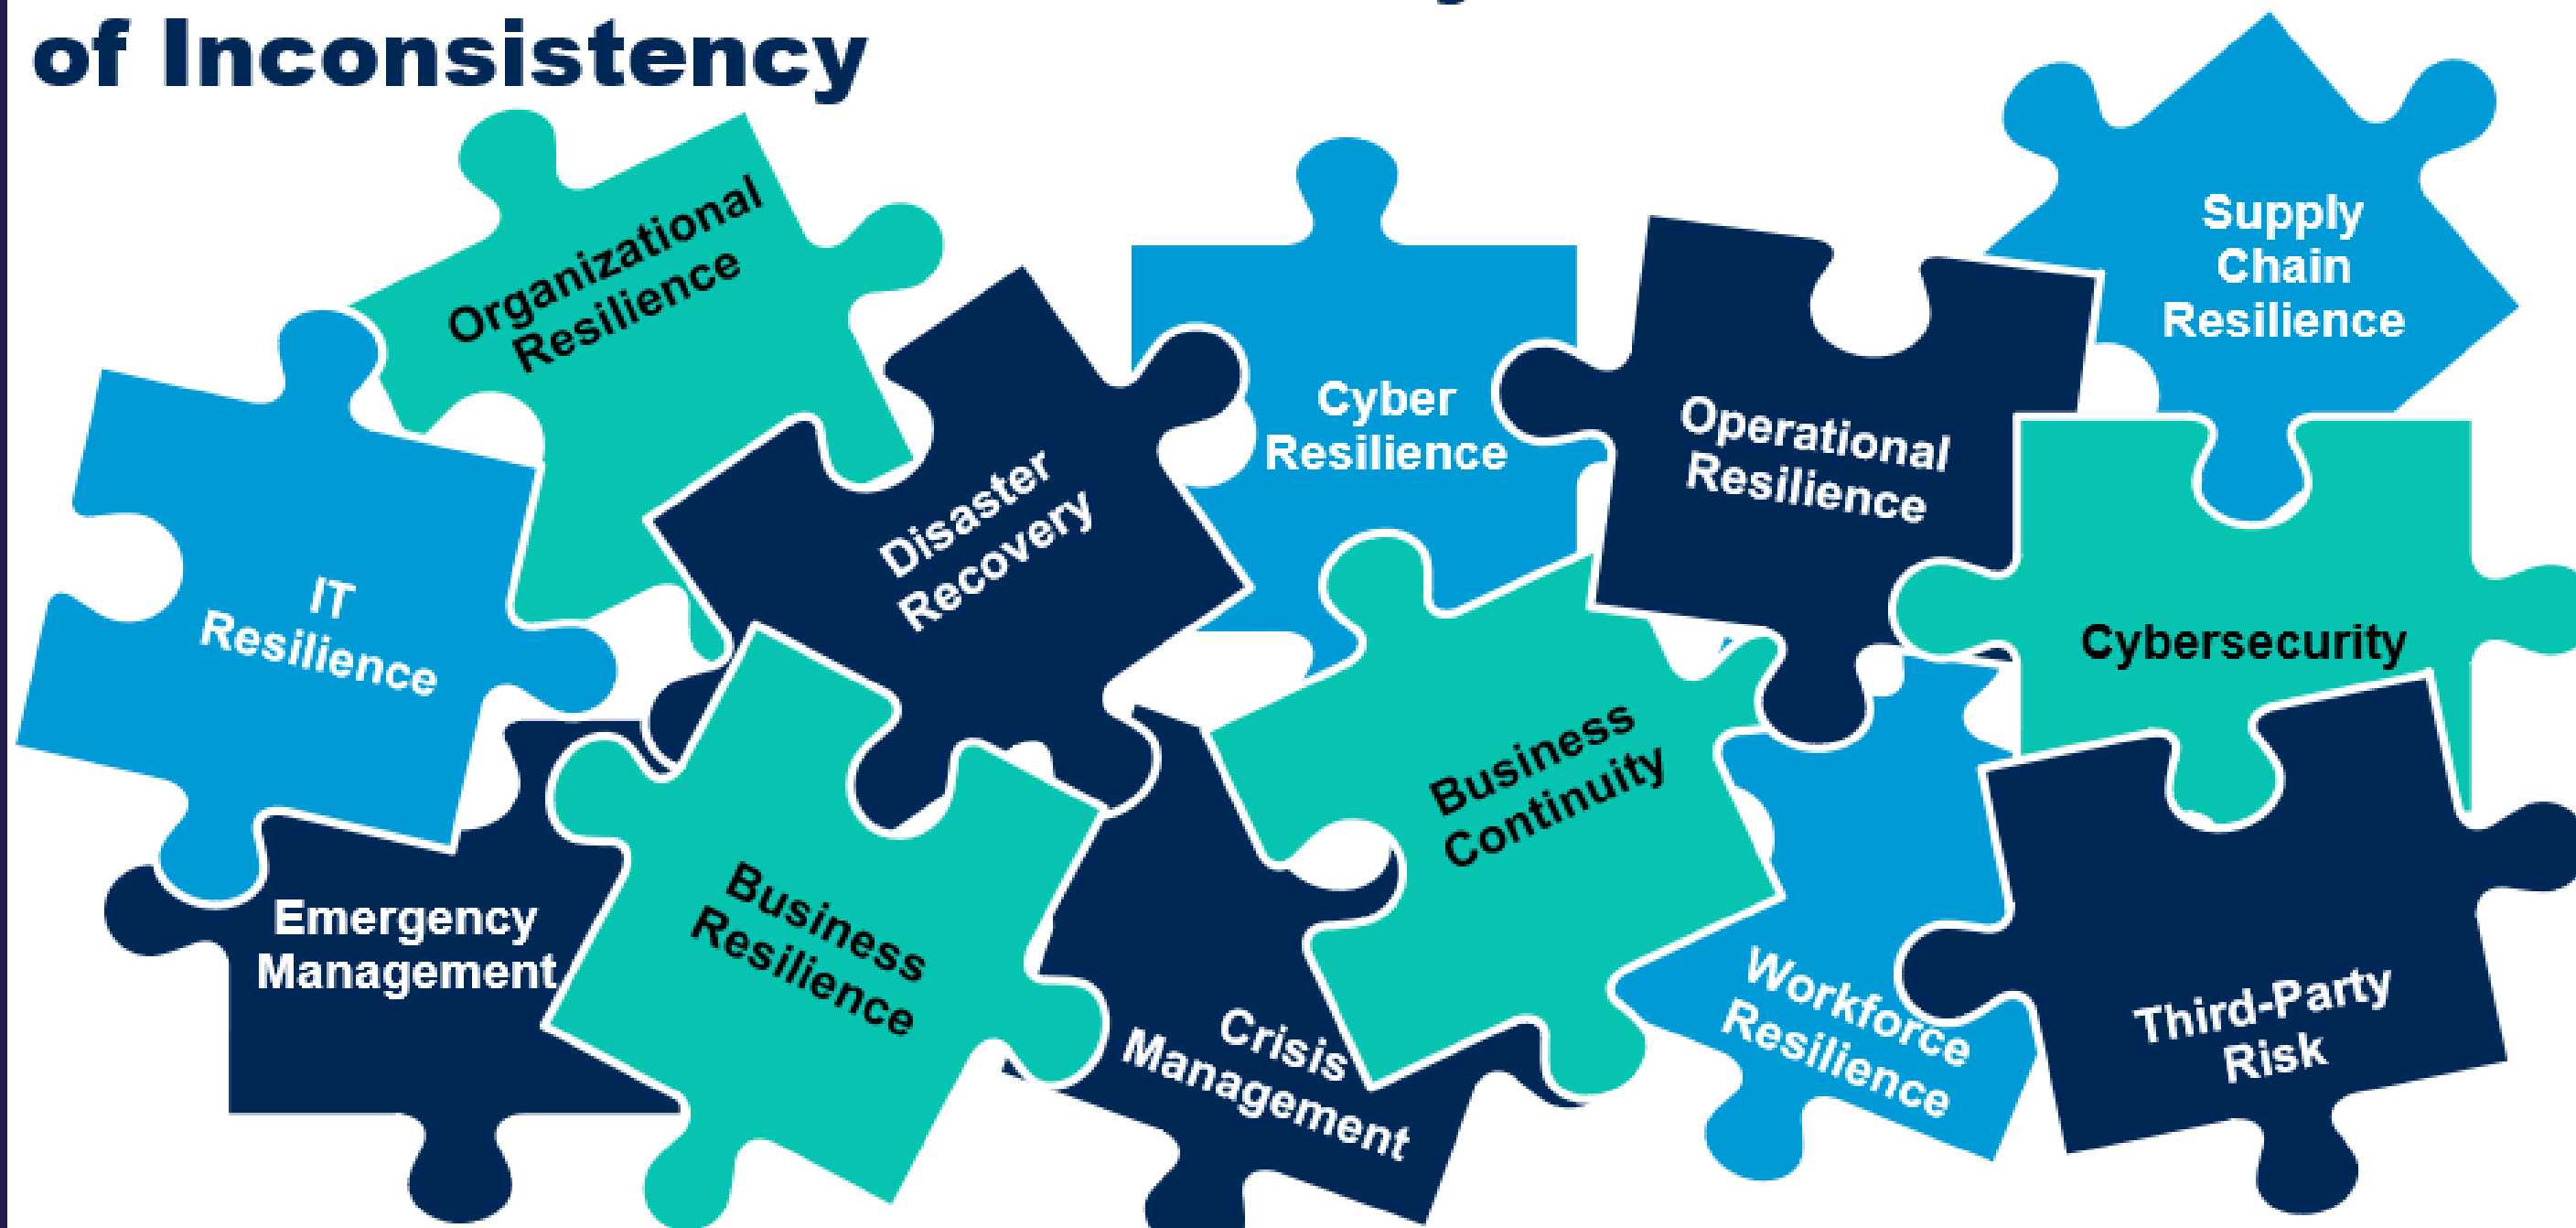 of Inconsistency
Organizational
Resilience
Supply
Chain
Resilience
Cyber
Resilience
Operational
Resilience
Disaster
Recovery
IT
Resilience
Cybersecurity
Business
Continuity
Emergency
Management
Business
Resilience
Crisis
Management
Workforce
Resilience
Third-Party
Risk